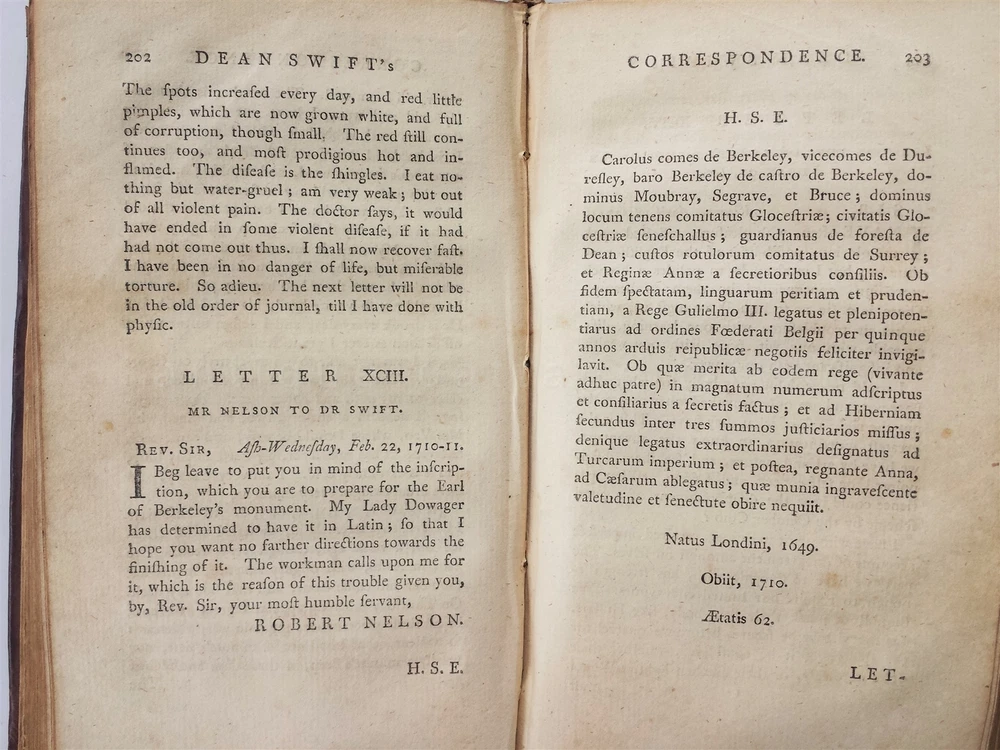 202 DEAN SWIFT's
The ſpots increaſed every day, and red little
pimples, which are now grown white, and full
of corruption, though ſmall. The red ſtill con-
tinues too, and moſt prodigious hot and in-
flamed. The diſeaſe is the ſhingles. I eat no-
thing but water-gruel; am very weak; but out
of all violent pain. The doctor ſays, it would
have ended in ſome violent diſeaſe, if it had
had not come out thus. I ſhall now recover faſt.
I have been in no danger of life, but miſerable
torture. So adieu. The next letter will not be
in the old order of journal, till I have done with
phyſic.
LETTER XCIII.
MR NELSON TO DR SWIFT.
REV. SIR, Aſh-Wedneſday, Feb. 22, 1710-11.
I Beg leave to put you in mind of the inſcrip-
tion, which you are to prepare for the Earl
of Berkeley's monument. My Lady Dowager
has determined to have it in Latin; ſo that I
hope you want no farther directions towards the
finiſhing of it. The workman calls upon me for
it, which is the reaſon of this trouble given you,
by, Rev. Sir, your moſt humble ſervant,
ROBERT NELSON.
H. S. E.
CORRESPONDENCE. 203
H. S. E.
Carolus comes de Berkeley, vicecomes de Du-
reſley, baro Berkeley de caſtro de Berkeley, do-
minus Moubray, Segrave, et Bruce; dominus
locum tenens comitatus Gloceſtriæ; civitatis Glo-
ceſtriæ ſeneſchallus; guardianus de foreſta de
Dean; cuſtos rotulorum comitatus de Surrey;
et Reginæ Annæ a ſecretioribus conſiliis. Ob
fidem ſpectatam, linguarum peritiam et pruden-
tiam, a Rege Gulielmo III. legatus et plenipoten-
tiarus ad ordines Fœderati Belgii per quinque
annos arduis reipublicæ negotiis feliciter invigi-
lavit. Ob quæ merita ab eodem rege (vivante
adhuc patre) in magnatum numerum adſcriptus
et conſiliarius a ſecretis factus; et ad Hiberniam
ſecundus inter tres ſummos juſticiarios miſſus;
denique legatus extraordinarius deſignatus ad
Turcarum imperium; et poſtea, regnante Anna,
ad Cæſarum ablegatus; quæ munia ingraveſcente
valetudine et ſenectute obire nequiit.
Natus Londini, 1649.
Obiit, 1710.
Ætatis 62.
LET-